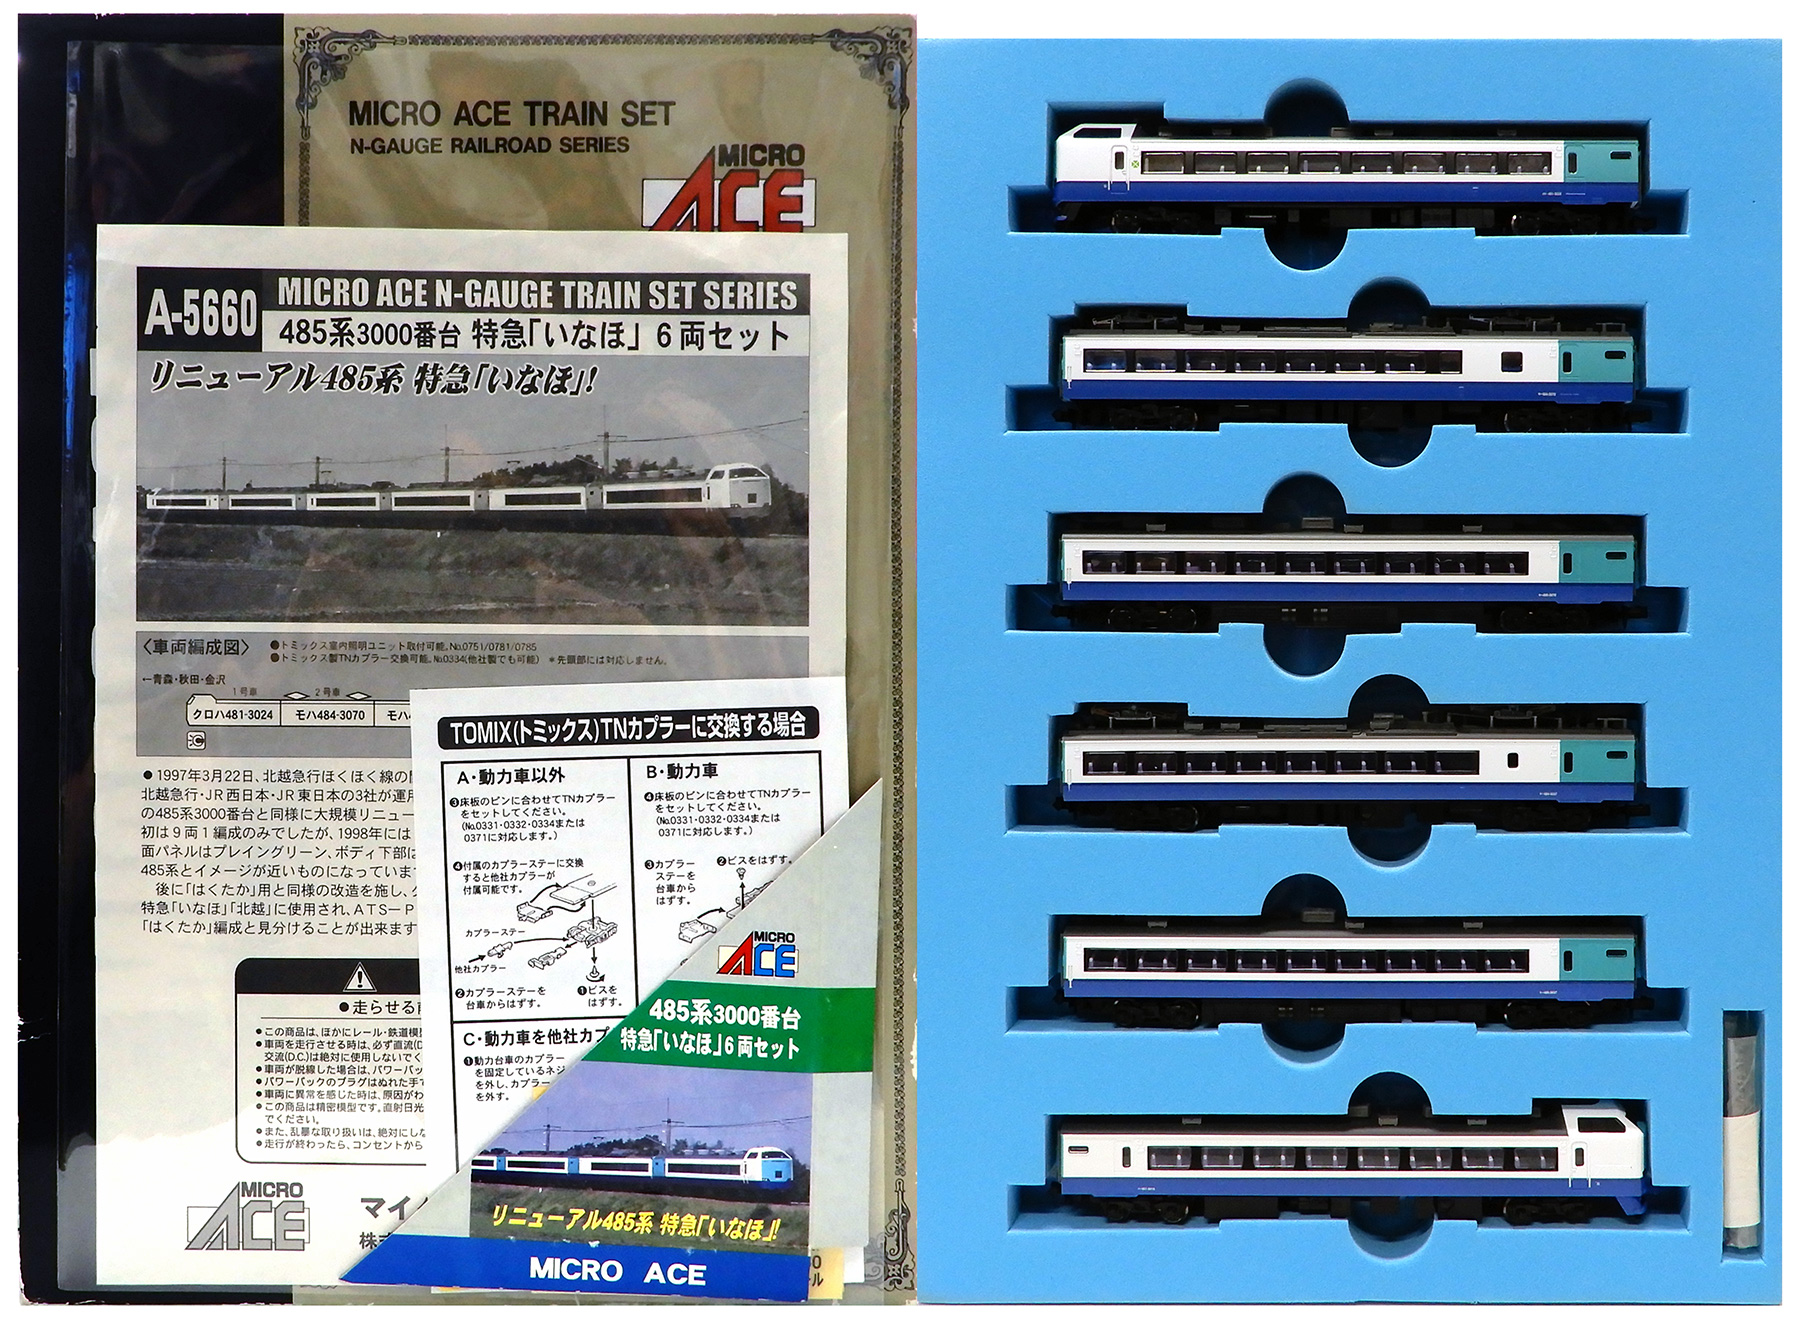 MICRO ACE TRAIN SET
N-GAUGE RAILROAD SERIES
MICRO
ACE
A-5660
MICRO ACE N-GAUGE TRAIN SET SERIES
485系3000番台 特急「いなほ」 6両セット
リニューアル485系 特急「いなほ」!
〈車両編成図〉
●トミックス室内照明ユニット取付可能。No.0751/0781/0785
●トミックス製TNカプラー交換可能。No.0334(他社製でも可能) *先頭部には対応しません。
←青森・秋田・金沢
1号車
2号車
クロハ481-3024
モハ484-3070
モハ4
●1997年3月22日、北越急行ほくほく線の
北越急行・JR西日本・JR東日本の3社が運用
の485系3000番台と同様に大規模リニュー
初は9両1編成のみでしたが、1998年には
面パネルはブレイングリーン、ボディ下部は
485系とイメージが近いものになっています
後に「はくたか」用と同様の改造を施し、
特急「いなほ」「北越」に使用され、ATS-P
「はくたか」編成と見分けることが出来ます
●走らせる前
●この商品は、ほかにレール・鉄道模型
●車両を走行させる時は、必ず直流(D
交流(D.C.)は絶対に使用しないでく
●車両が脱線した場合は、パワーパッ
●パワーパックのプラグはぬれた手で
●車両に異常を感じた時は、原因がわ
●この商品は精密模型です。直射日光
でください。
●また、乱暴な取り扱いは、絶対にしな
●走行が終わったら、コンセントから
MICRO
ACE
マイ
株式
TOMIX(トミックス)TNカプラーに交換する場合
A・動力車以外
③床板のピンに合わせてTNカプラー
をセットしてください。
(No.0331・0332・0334または
0371に対応します。)
④付属のカプラーステーに交換
すると他社カプラーが
付属可能です。
カプラーステー
他社カプラー
②カプラーステーを
台車からはずす。
①ビスを
はずす。
B・動力車
④床板のピンに合わせてTNカプラー
をセットしてください。
(No.0331・0332・0334または
0371に対応します。)
③カプラー
ステーを
台車から
はずす。
②ビスをはずす。
C・動力車を他社カプ
①動力台車のカプラー
を固定しているネジ
を外し、カプラー
を外す。
MICRO
ACE
485系3000番台
特急「いなほ」6両セット
リニューアル485系 特急「いなほ」!
MICRO ACE